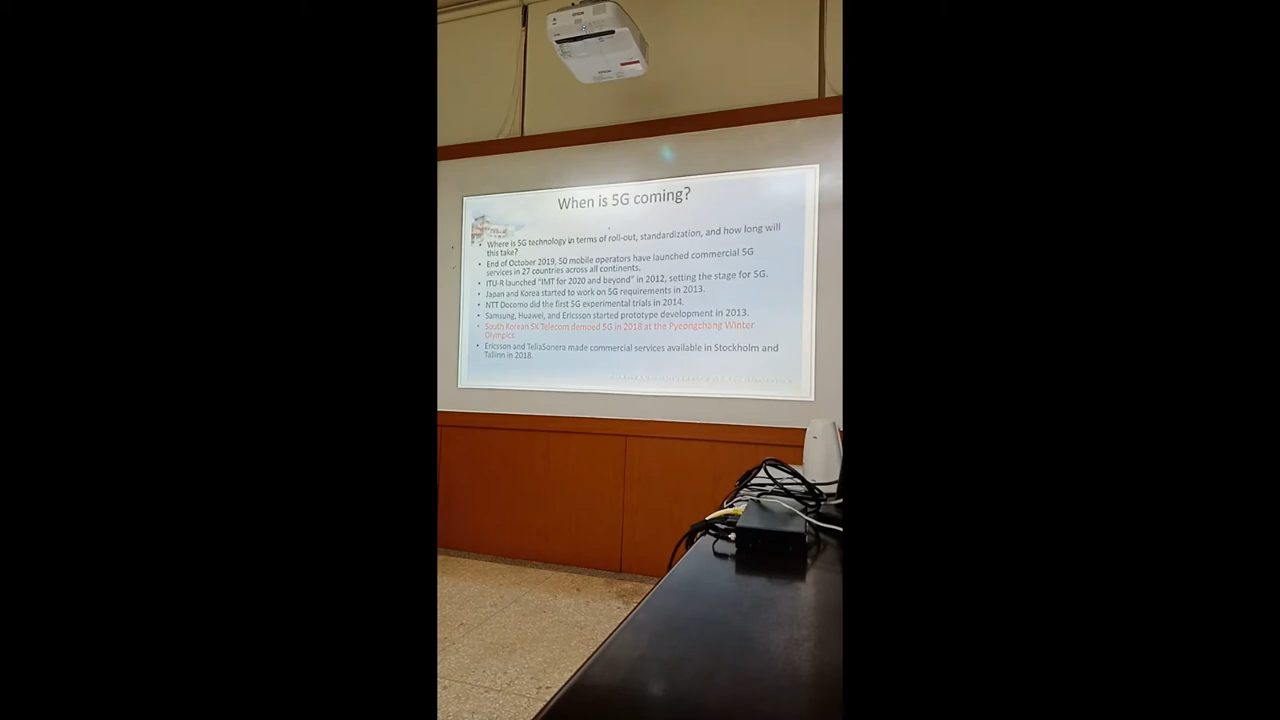 EPSON
EPSON
When is 5G coming?
• Where is 5G technology in terms of roll-out, standardization, and how long will
this take?
• End of October 2019, 50 mobile operators have launched commercial 5G
services in 27 countries across all continents.
• ITU-R launched "IMT for 2020 and beyond" in 2012, setting the stage for 5G.
• Japan and Korea started to work on 5G requirements in 2013.
• NTT Docomo did the first 5G experimental trials in 2014.
• Samsung, Huawei, and Ericsson started prototype development in 2013.
• South Korean SK Telecom demoed 5G in 2018 at the Pyeongchang Winter
Olympics.
• Ericsson and TeliaSonera made commercial services available in Stockholm and
Tallinn in 2018.